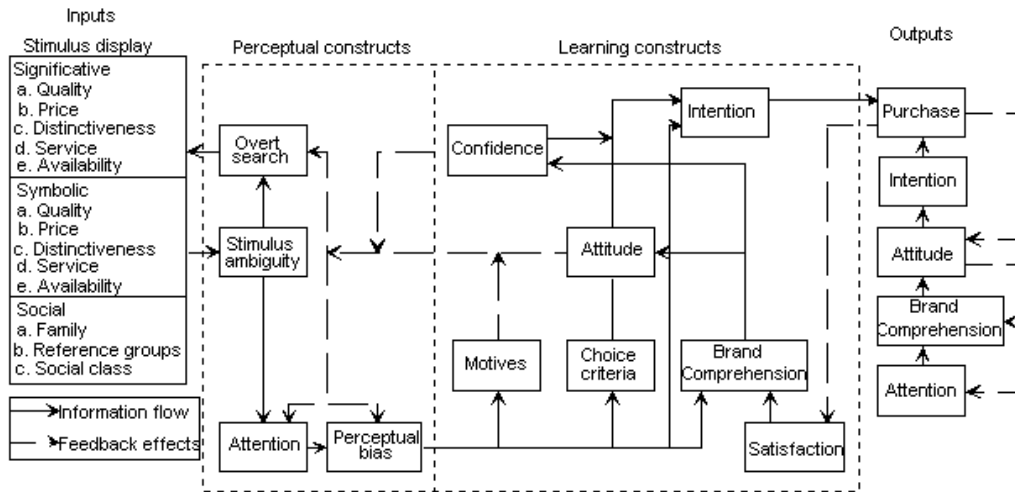 Inputs
Stimulus display
Significative
a. Quality
b. Price
c. Distinctiveness
d. Service
e. Availability
Symbolic
a. Quality
b. Price
c. Distinctiveness
d. Service
e. Availability
Social
a. Family
b. Reference groups
c. Social class
Information flow
Feedback effects
Perceptual constructs
Overt
search
Stimulus
ambiguity
Attention
Perceptual
bias
Learning constructs
Confidence
Intention
Attitude
Motives
Choice
criteria
Brand
Comprehension
Satisfaction
Outputs
Purchase
Intention
Attitude
Brand
Comprehension
Attention